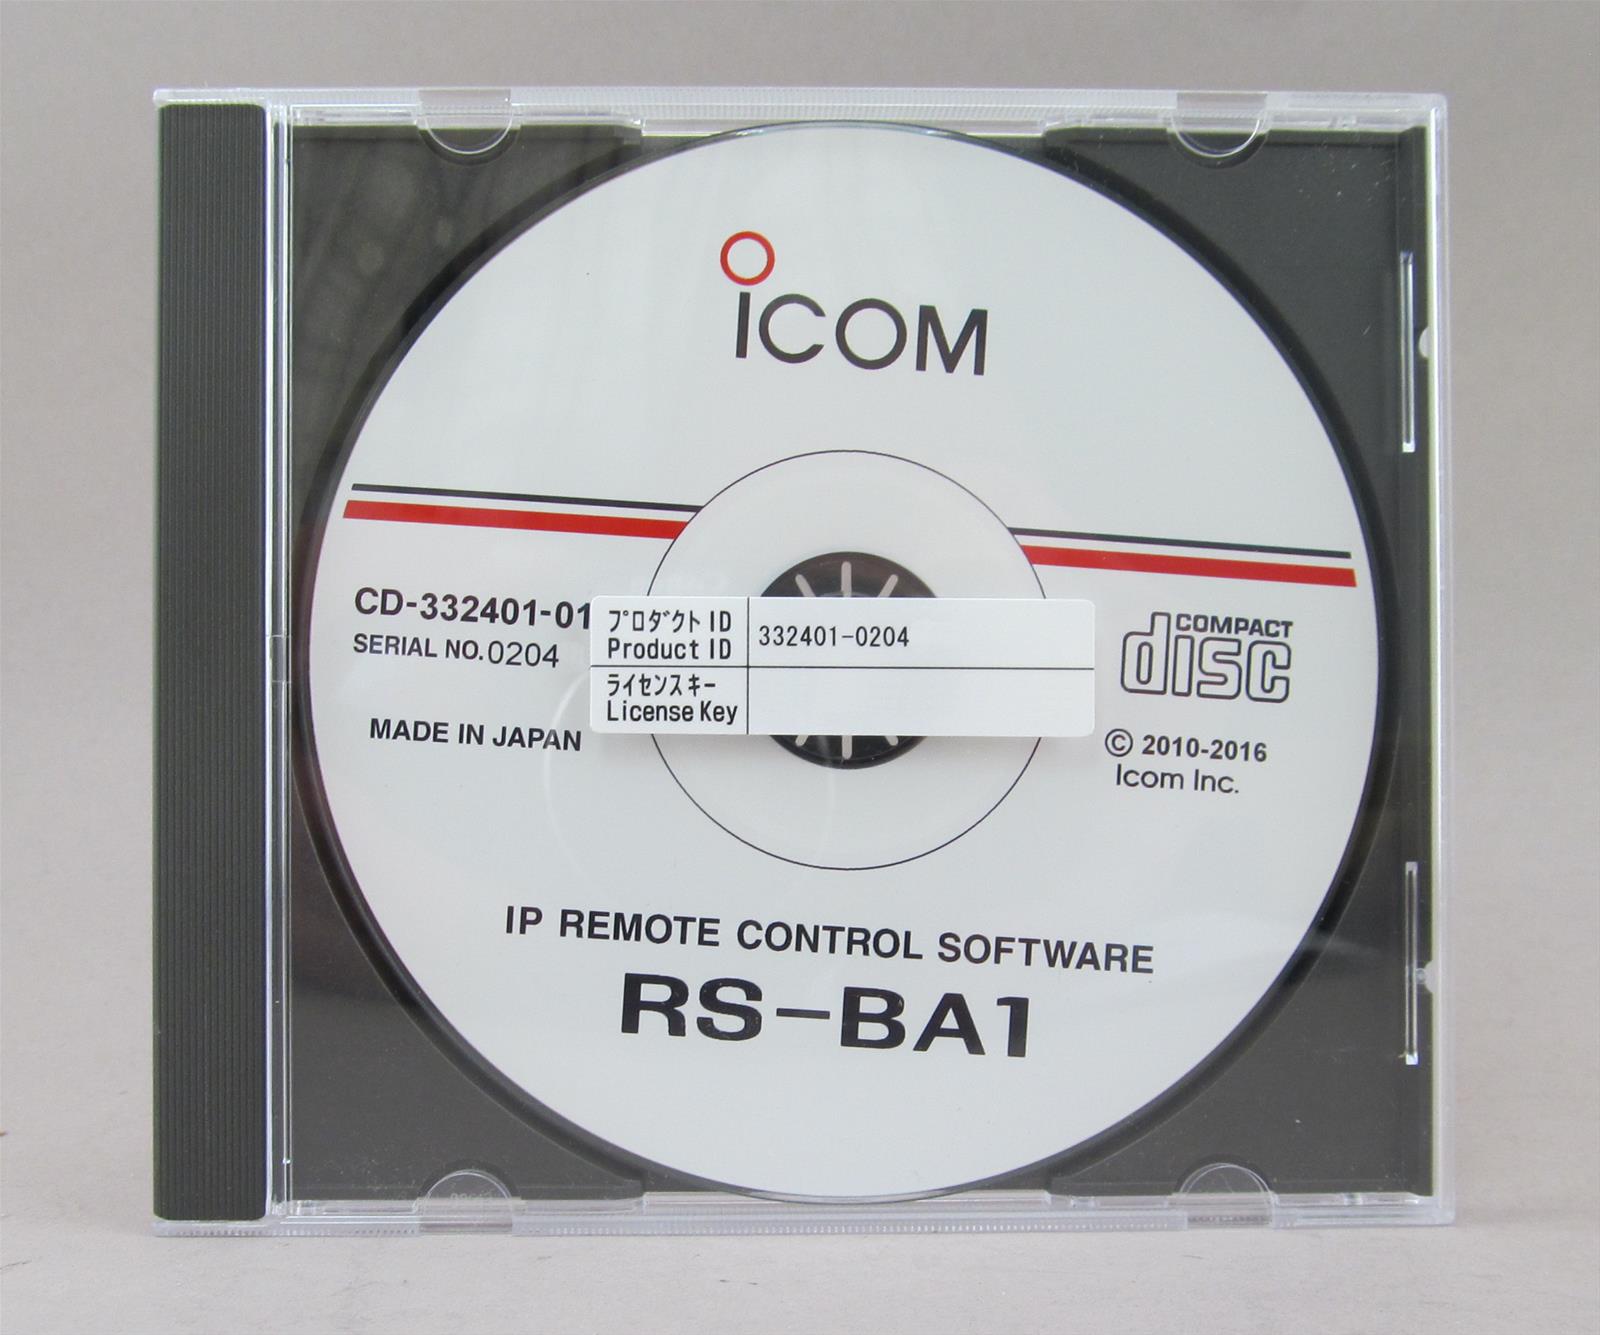 ICOM
CD-332401-01
SERIAL NO.0204
MADE IN JAPAN
プロダクトID
Product ID
332401-0204
ライセンスキー
License Key
COMPACT
disc
© 2010-2016
Icom Inc.
IP REMOTE CONTROL SOFTWARE
RS-BA1